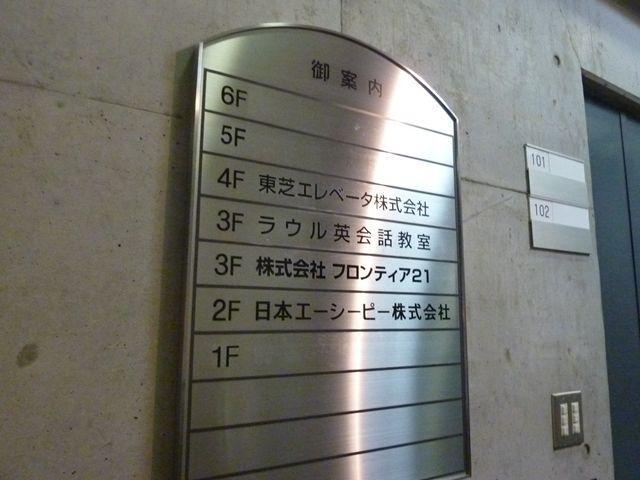 御案内
6F
5F
4F 東芝エレベータ株式会社
3F ラウル英会話教室
3F 株式会社 フロンティア21
2F 日本エーシーピー株式会社
1F
101
102